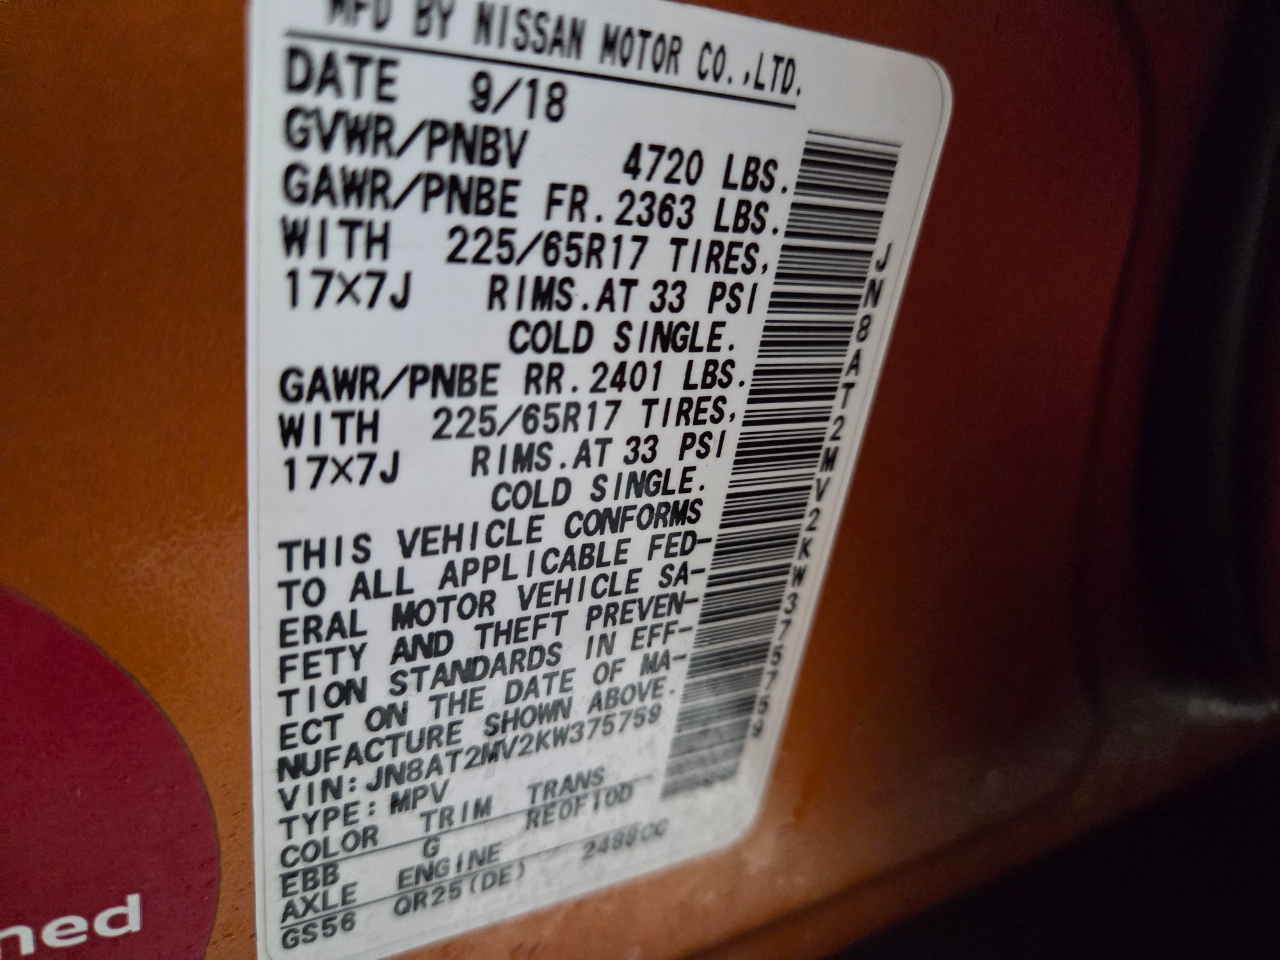 MFD BY NISSAN MOTOR CO.,LTD.
DATE 9/18
GVWR/PNBV 4720 LBS.
GAWR/PNBE FR.2363 LBS.
WITH 225/65R17 TIRES,
17X7J RIMS.AT 33 PSI
COLD SINGLE.
GAWR/PNBE RR.2401 LBS.
WITH 225/65R17 TIRES,
17X7J RIMS.AT 33 PSI
COLD SINGLE.
THIS VEHICLE CONFORMS
TO ALL APPLICABLE FED-
ERAL MOTOR VEHICLE SA-
FETY AND THEFT PREVEN-
TION STANDARDS IN EFF-
ECT ON THE DATE OF MA-
NUFACTURE SHOWN ABOVE.
VIN:JN8AT2MV2KW375759
TYPE:MPV
COLOR TRIM TRANS
EBB G RE0F10D
AXLE ENGINE
GS56 QR25(DE) 2488CC
JN8AT2MV2KW375759
ned